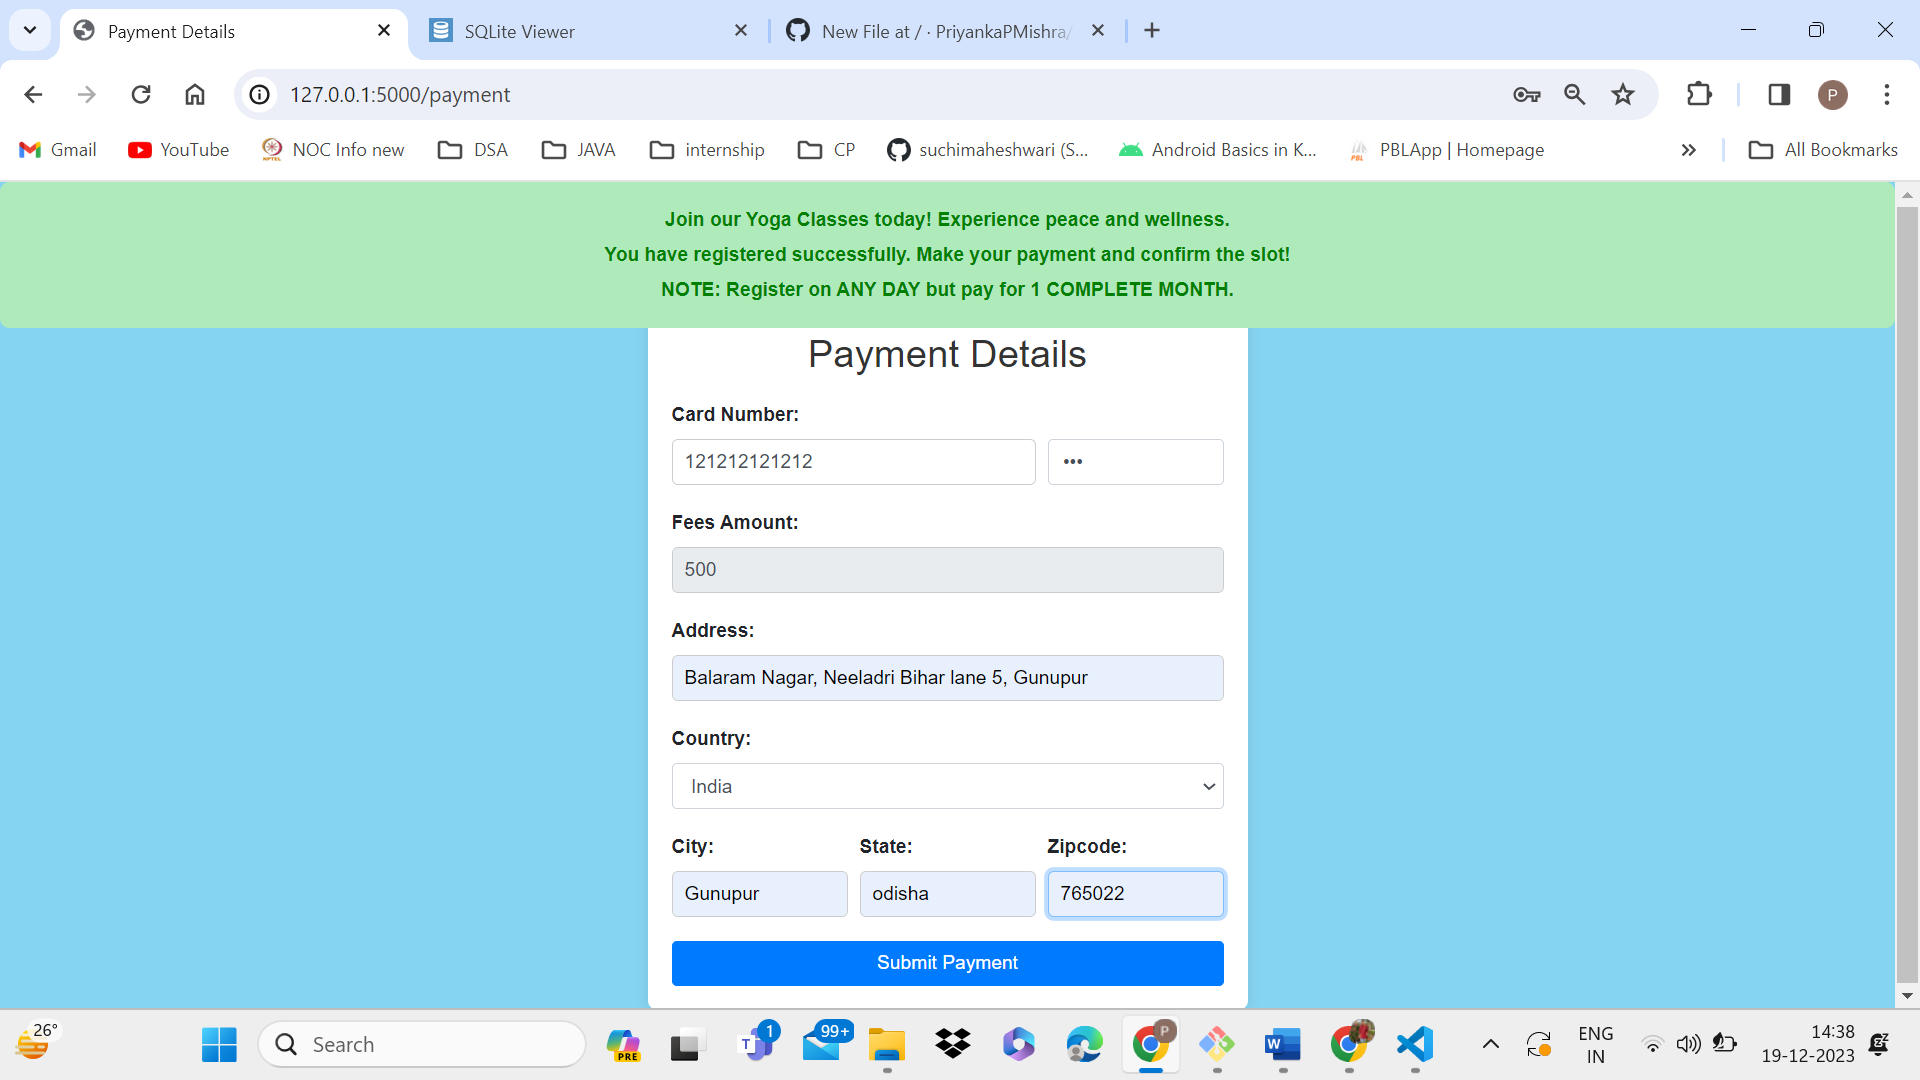 Payment Details
SQLite Viewer
New File at / · PriyankaPMishra/
127.0.0.1:5000/payment
P
Gmail
YouTube
NOC Info new
DSA
JAVA
internship
CP
suchimaheshwari (S...
Android Basics in K...
PBLApp | Homepage
All Bookmarks
Join our Yoga Classes today! Experience peace and wellness.
You have registered successfully. Make your payment and confirm the slot!
NOTE: Register on ANY DAY but pay for 1 COMPLETE MONTH.
Payment Details
Card Number:
121212121212 •••
Fees Amount:
500
Address:
Balaram Nagar, Neeladri Bihar lane 5, Gunupur
Country:
India
City: State: Zipcode:
Gunupur odisha 765022
Submit Payment
26°
Search
PRE
T 1
99+
P
W
ENG
IN
14:38
19-12-2023